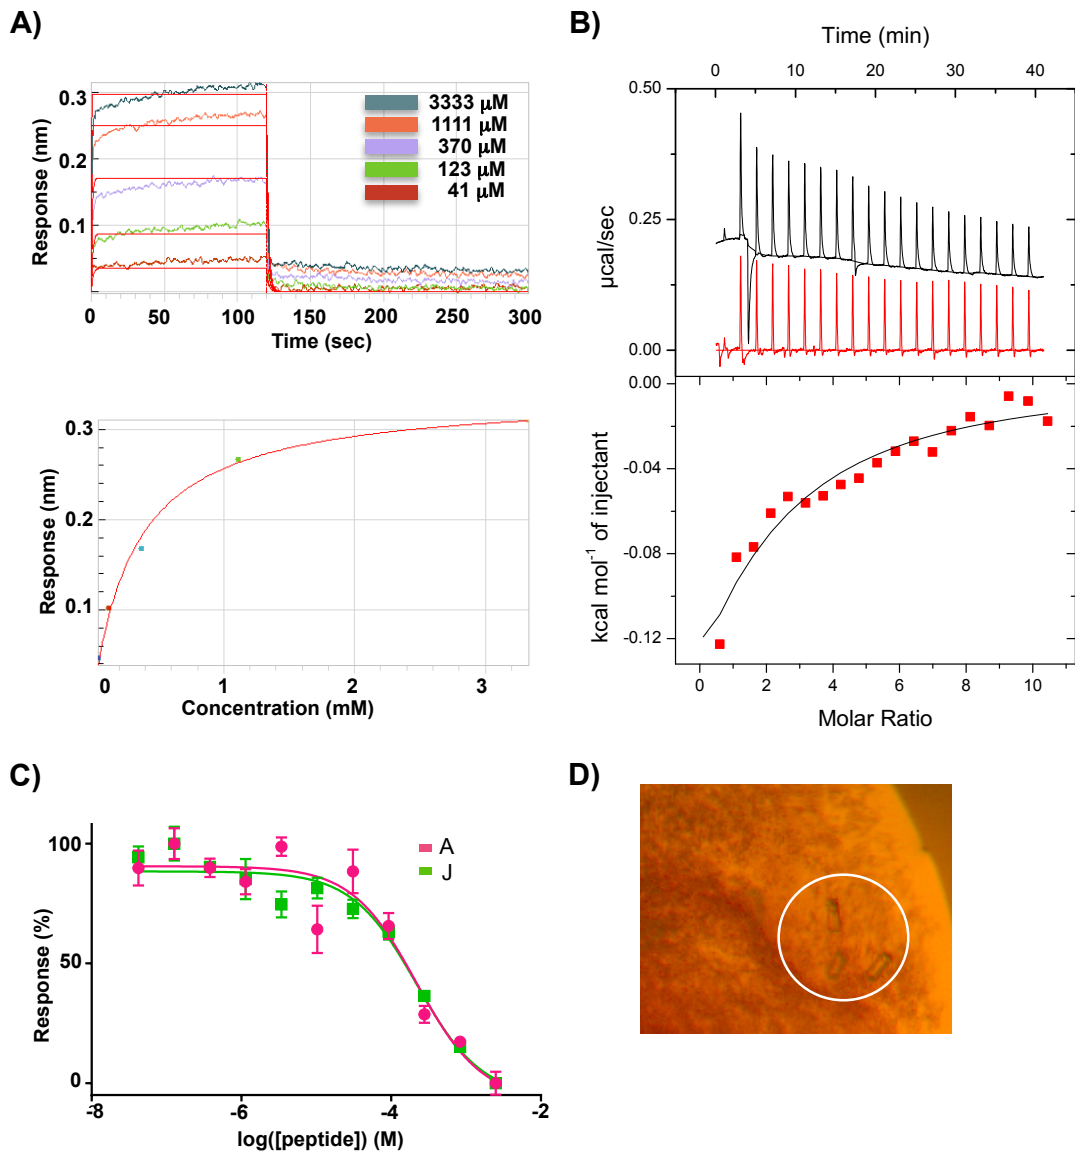 A)
0.3
0.2
0.1
Response (nm)
3333 μM
1111 μM
370 μM
123 μM
41 μM
0 50 100 150 200 250 300
Time (sec)
0.3
0.2
0.1
Response (nm)
0 1 2 3
Concentration (mM)
B)
Time (min)
0 10 20 30 40
0.50
0.25
0.00
µcal/sec
0.00
-0.04
-0.08
-0.12
kcal mol⁻¹ of injectant
0 2 4 6 8 10
Molar Ratio
C)
100
50
0
Response (%)
A
J
-8 -6 -4 -2
log([peptide]) (M)
D)